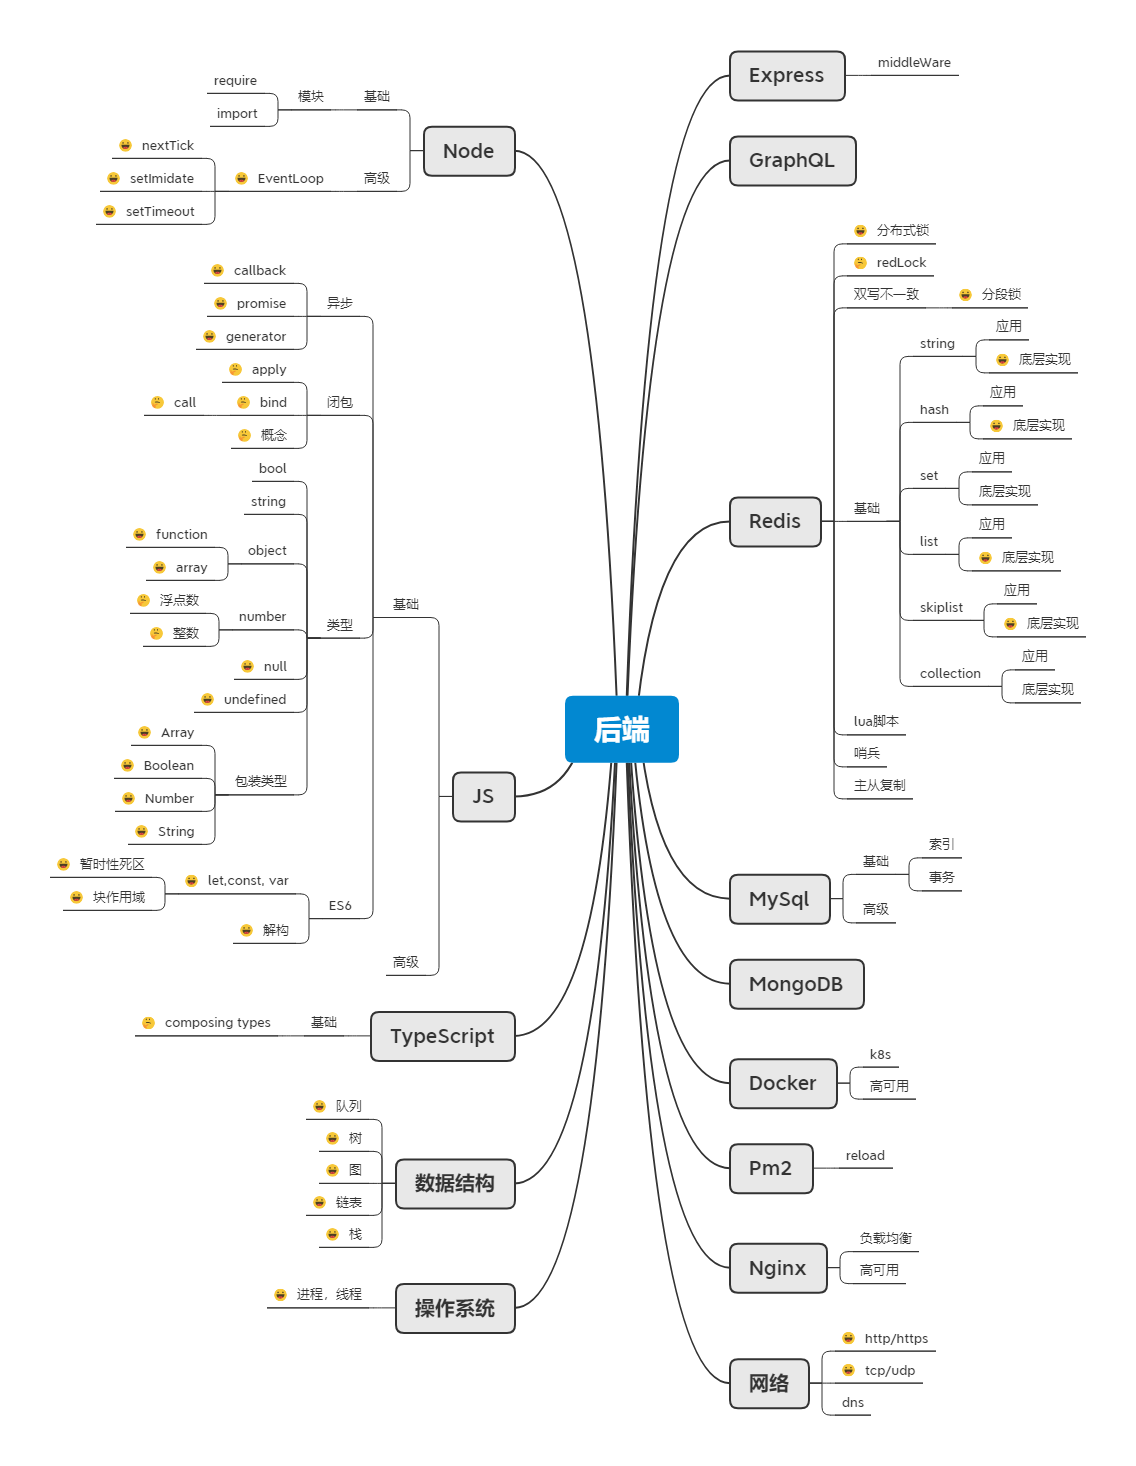 后端
Express
middleWare
GraphQL
Redis
分布式锁
redLock
双写不一致
分段锁
基础
string
应用
底层实现
hash
应用
底层实现
set
应用
底层实现
list
应用
底层实现
skiplist
应用
底层实现
collection
应用
底层实现
lua脚本
哨兵
主从复制
MySql
基础
索引
事务
高级
MongoDB
Docker
k8s
高可用
Pm2
reload
Nginx
负载均衡
高可用
网络
http/https
tcp/udp
dns
Node
基础
模块
require
import
高级
EventLoop
nextTick
setImidate
setTimeout
JS
基础
异步
callback
promise
generator
闭包
apply
bind
call
概念
类型
bool
string
object
function
array
number
浮点数
整数
null
undefined
包装类型
Array
Boolean
Number
String
ES6
let,const, var
暂时性死区
块作用域
解构
高级
TypeScript
基础
composing types
数据结构
队列
树
图
链表
栈
操作系统
进程，线程